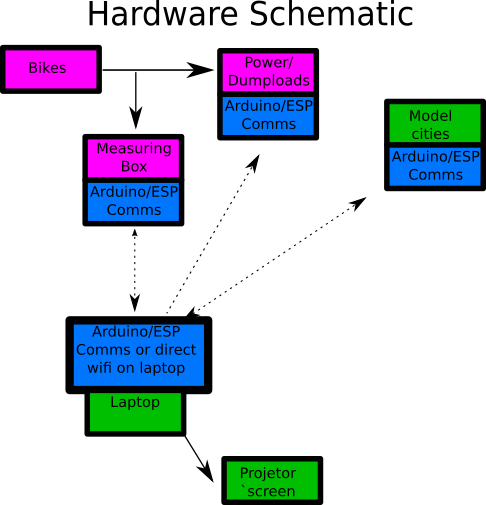 Hardware Schematic
Bikes
Power/
Dumploads
Arduino/ESP
Comms
Model
cities
Arduino/ESP
Comms
Measuring
Box
Arduino/ESP
Comms
Arduino/ESP
Comms or direct
wifi on laptop
Laptop
Projetor
`screen